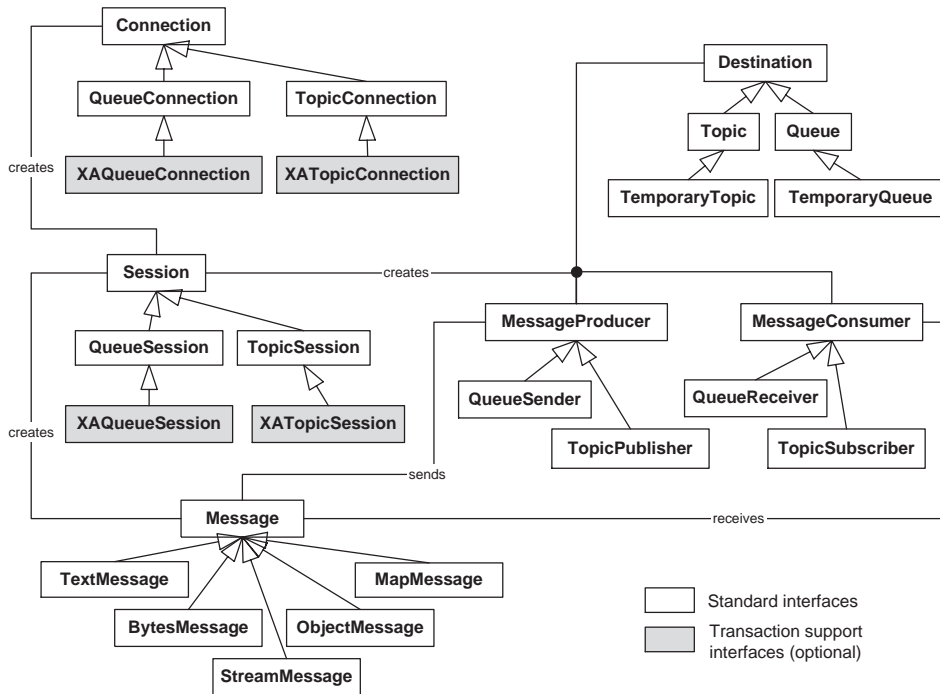 Connection
Destination
QueueConnection
TopicConnection
Topic
Queue
creates
XAQueueConnection
XATopicConnection
TemporaryTopic
TemporaryQueue
Session
creates
MessageProducer
MessageConsumer
QueueSession
TopicSession
QueueSender
QueueReceiver
creates
XAQueueSession
XATopicSession
TopicPublisher
TopicSubscriber
sends
Message
receives
TextMessage
MapMessage
BytesMessage
ObjectMessage
StreamMessage
Standard interfaces
Transaction support
interfaces (optional)